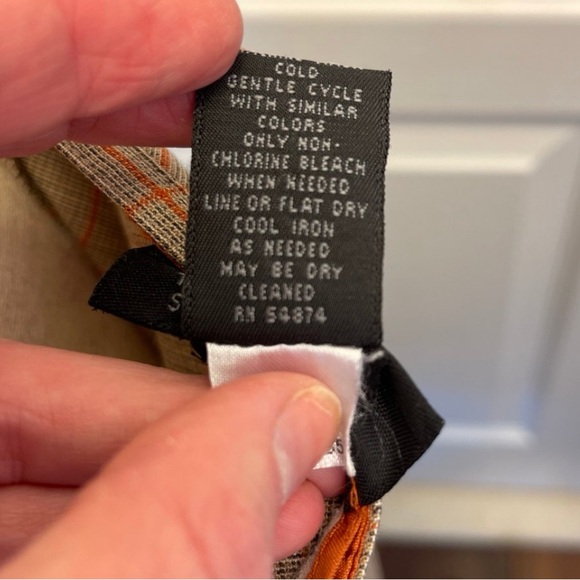 COLD
GENTLE CYCLE
WITH SIMILAR
COLORS
ONLY NON-
CHLORINE BLEACH
WHEN NEEDED
LINE OR FLAT DRY
COOL IRON
AS NEEDED
MAY BE DRY
CLEANED
RN 54874